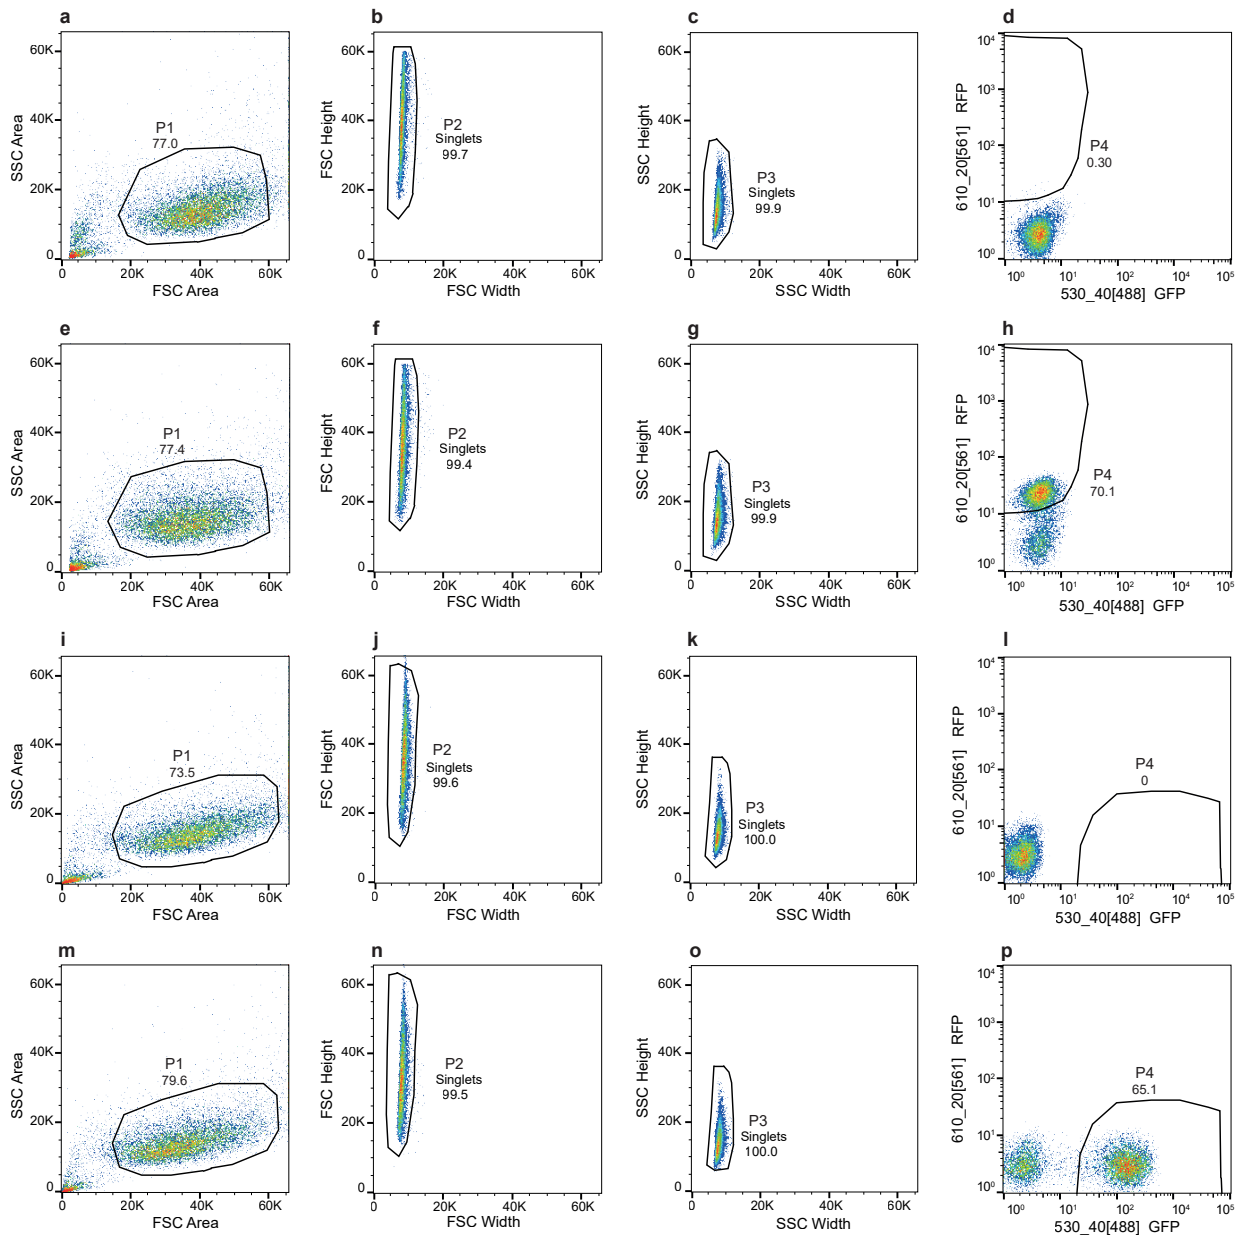 a
60K
40K
20K
0
SSC Area
P1
77.0
0
20K
40K
60K
FSC Area
b
60K
40K
20K
0
FSC Height
P2
Singlets
99.7
0
20K
40K
60K
FSC Width
c
60K
40K
20K
0
SSC Height
P3
Singlets
99.9
0
20K
40K
60K
SSC Width
d
10⁴
10³
10²
10¹
10⁰
610_20[561] RFP
P4
0.30
10⁰
10¹
10²
10⁴
10⁵
530_40[488] GFP
e
60K
40K
20K
0
SSC Area
P1
77.4
0
20K
40K
60K
FSC Area
f
60K
40K
20K
0
FSC Height
P2
Singlets
99.4
0
20K
40K
60K
FSC Width
g
60K
40K
20K
0
SSC Height
P3
Singlets
99.9
0
20K
40K
60K
SSC Width
h
10⁴
10³
10²
10¹
10⁰
610_20[561] RFP
P4
70.1
10⁰
10¹
10²
10⁴
10⁵
530_40[488] GFP
i
60K
40K
20K
0
SSC Area
P1
73.5
0
20K
40K
60K
FSC Area
j
60K
40K
20K
0
FSC Height
P2
Singlets
99.6
0
20K
40K
60K
FSC Width
k
60K
40K
20K
0
SSC Height
P3
Singlets
100.0
0
20K
40K
60K
SSC Width
l
10⁴
10³
10²
10¹
10⁰
610_20[561] RFP
P4
0
10⁰
10¹
10²
10⁴
10⁵
530_40[488] GFP
m
60K
40K
20K
0
SSC Area
P1
79.6
0
20K
40K
60K
FSC Area
n
60K
40K
20K
0
FSC Height
P2
Singlets
99.5
0
20K
40K
60K
FSC Width
o
60K
40K
20K
0
SSC Height
P3
Singlets
100.0
0
20K
40K
60K
SSC Width
p
10⁴
10³
10²
10¹
10⁰
610_20[561] RFP
P4
65.1
10⁰
10¹
10²
10⁴
10⁵
530_40[488] GFP